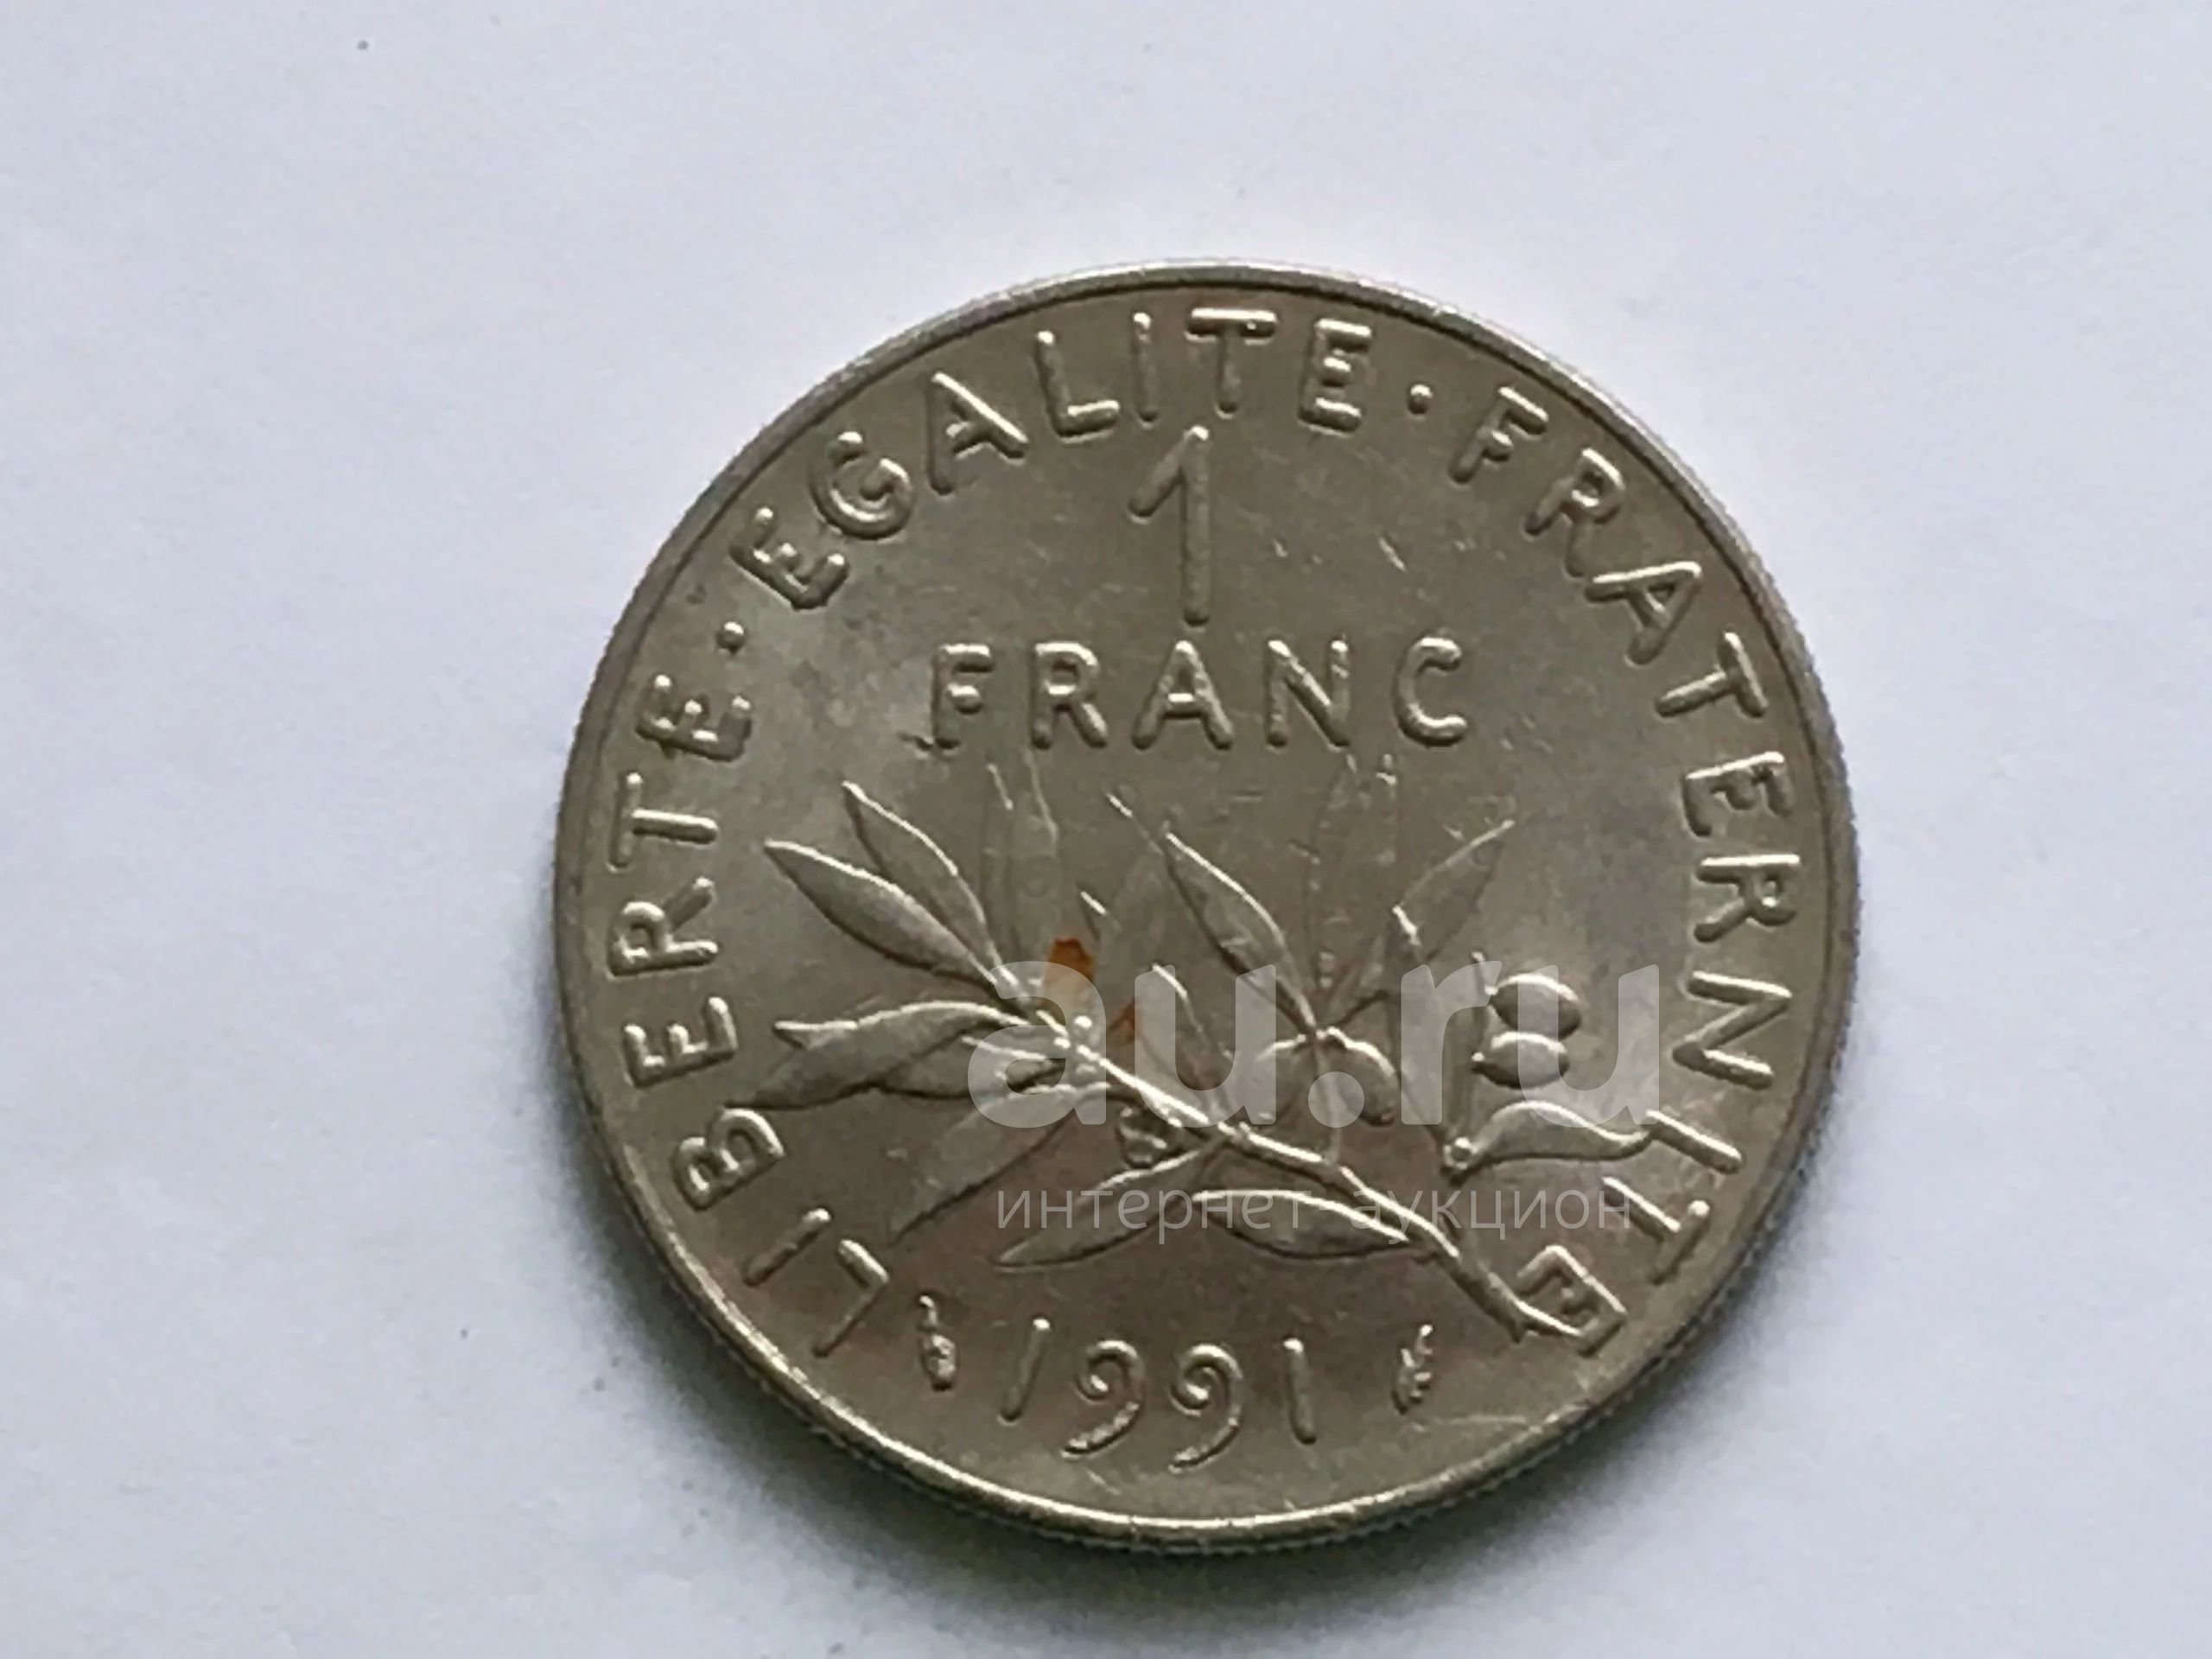 LIBERTE · EGALITE · FRATERNITE
1
FRANC
1991
au.ru
интернет аукцион